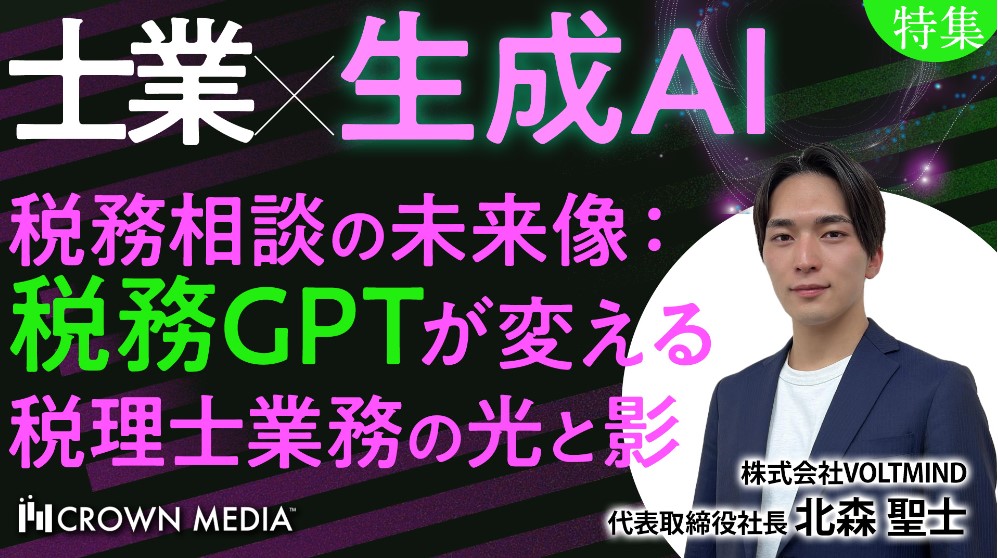 特集
士業×生成AI
税務相談の未来像：
税務GPTが変える
税理士業務の光と影
株式会社VOLTMIND
代表取締役社長 北森 聖士
CROWN MEDIA™